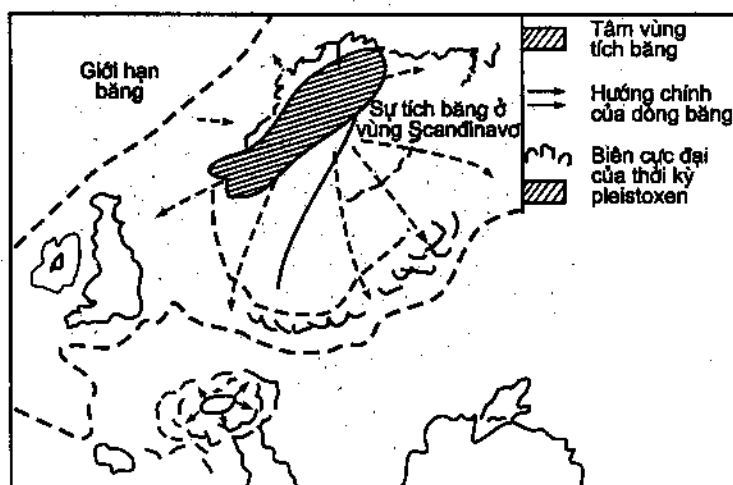 Giới hạn
băng
Sự tích băng ở
vùng Scandinavơ
Tâm vùng
tích băng
Hướng chính
của dòng băng
Biên cực đại
của thời kỳ
pleistoxen